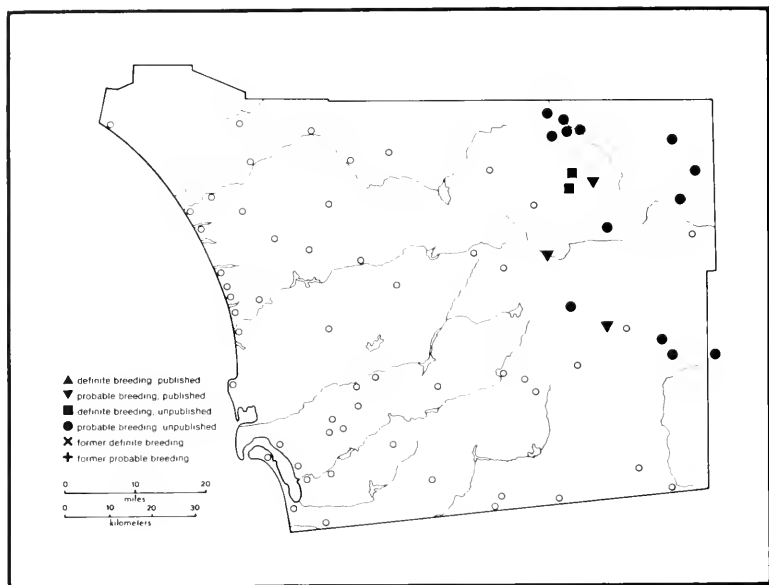 definite breeding published
probable breeding, published
definite breeding, unpublished
probable breeding unpublished
former definite breeding
former probable breeding
0 10 20
miles
0 10 20 30
kilometers